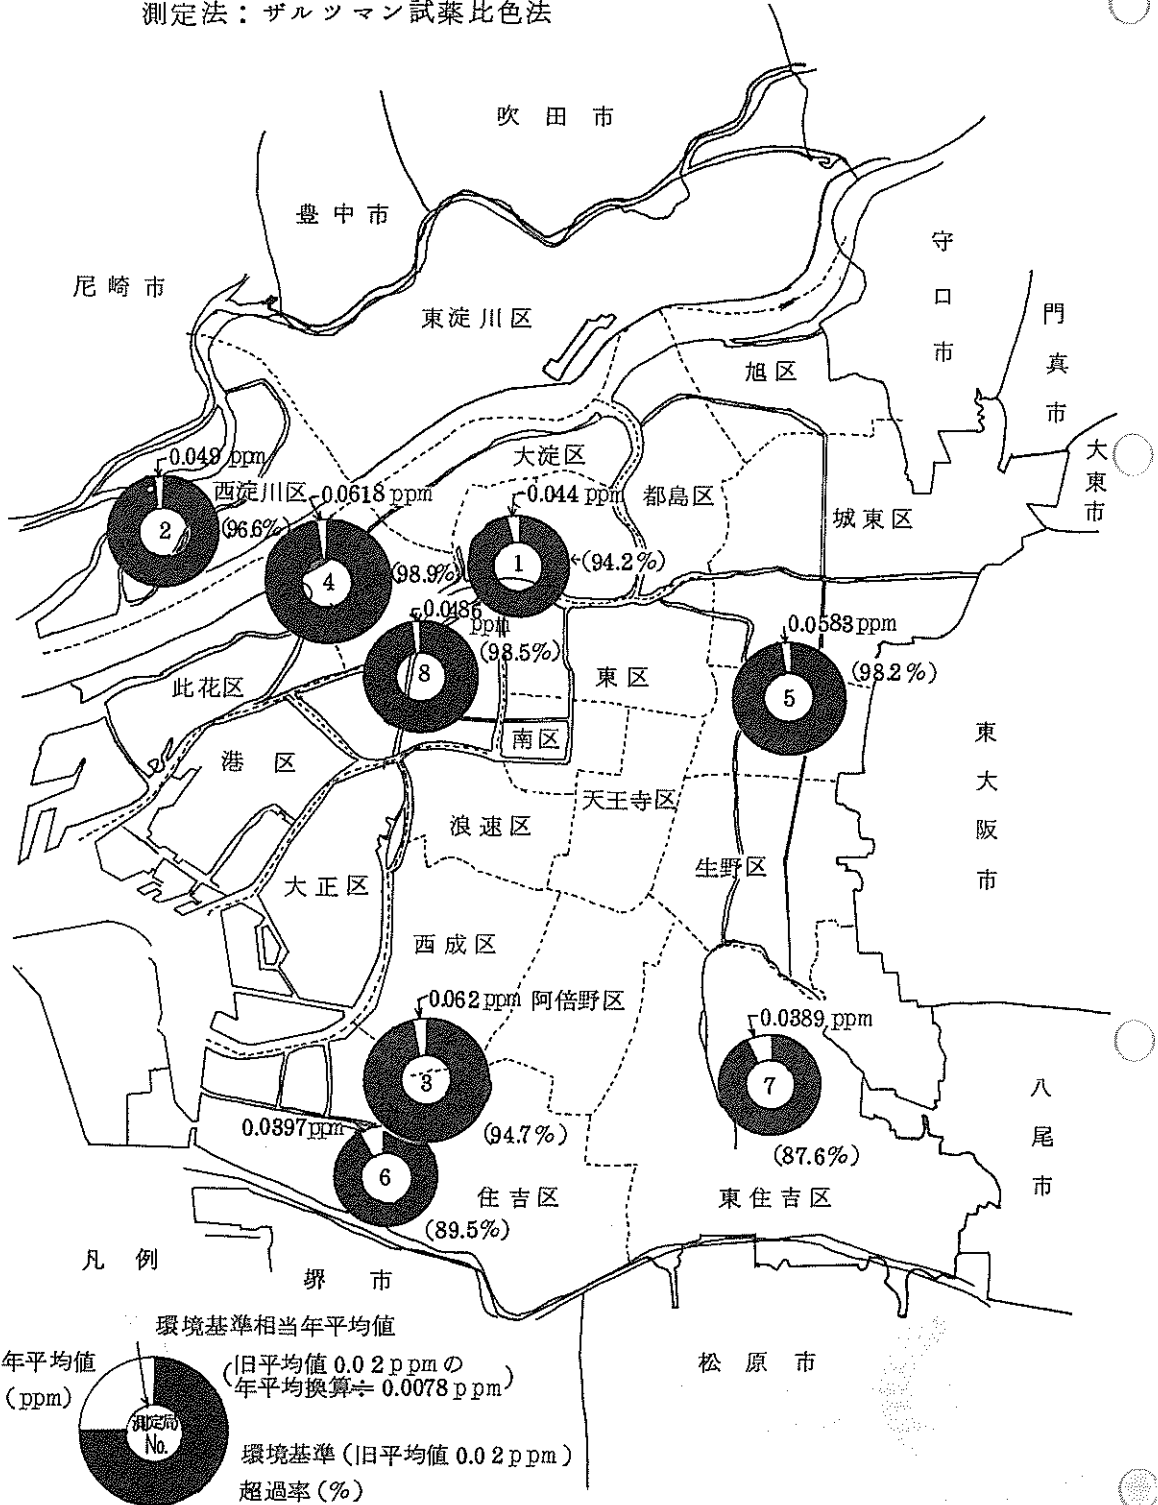 測定法：ザルツマン試薬比色法
吹田市
豊中市
尼崎市
守口市
門真市
大東市
東淀川区
旭区
大淀区
都島区
城東区
西淀川区
0.049 ppm
2
(96.6%)
0.0618 ppm
4
(98.9%)
0.044 ppm
1
(94.2%)
0.0486 ppm
8
(98.5%)
0.0583 ppm
5
(98.2%)
此花区
港区
東区
南区
天王寺区
浪速区
大正区
生野区
東大阪市
西成区
阿倍野区
0.062 ppm
3
(94.7%)
0.0389 ppm
7
(87.6%)
0.0397ppm
6
(89.5%)
住吉区
東住吉区
八尾市
堺市
松原市
凡例
環境基準相当年平均値
(旧平均値 0.02ppmの
年平均換算≒ 0.0078ppm)
年平均値
(ppm)
測定局
No.
環境基準(旧平均値 0.02ppm)
超過率(%)